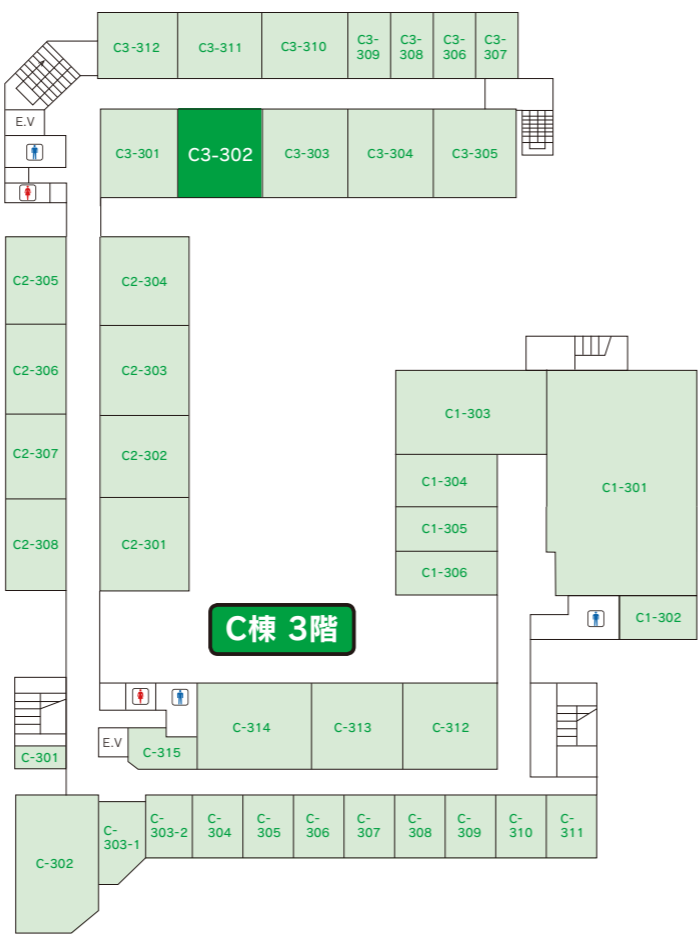 C3-312
C3-311
C3-310
C3-
309
C3-
308
C3-
306
C3-
307
E.V
C3-301
C3-302
C3-303
C3-304
C3-305
C2-305
C2-304
C2-306
C2-303
C2-307
C2-302
C2-308
C2-301
C1-303
C1-304
C1-301
C1-305
C1-306
C1-302
C棟 3階
C-314
C-313
C-312
E.V
C-315
C-301
C-302
C-
303-1
C-
303-2
C-
304
C-
305
C-
306
C-
307
C-
308
C-
309
C-
310
C-
311